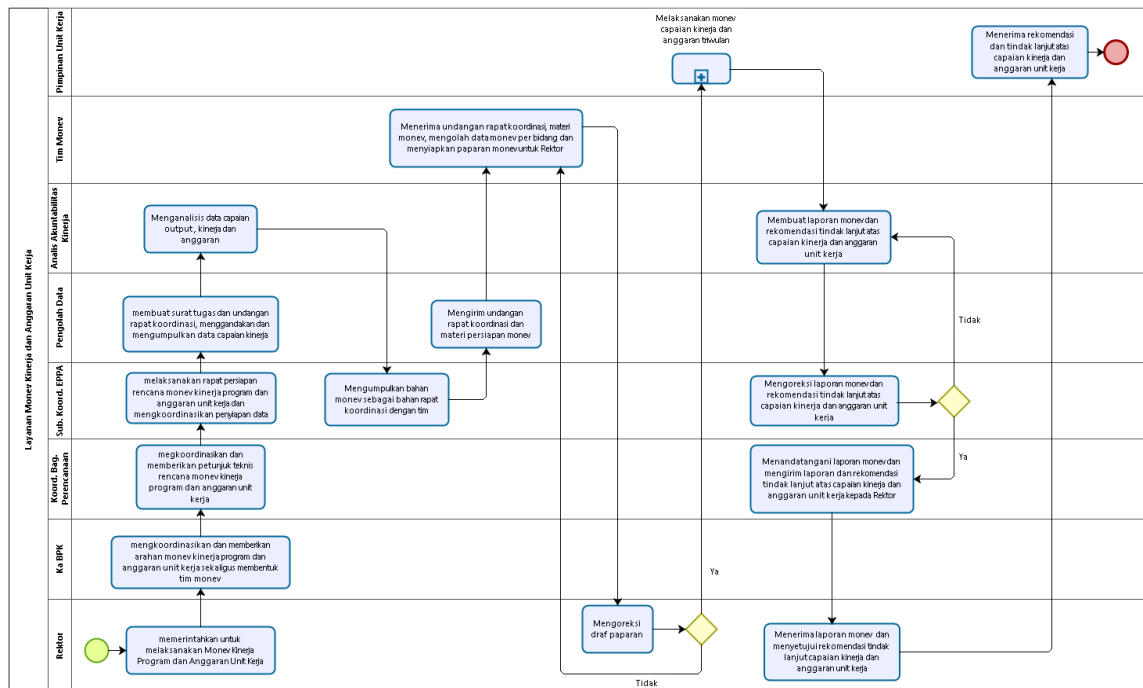 Layanan Monev Kinerja dan Anggaran Unit Kerja
Pimpinan Unit Kerja
Melaksanakan monev
capaian kinerja dan
anggaran triwulan
Menerima rekomendasi
dan tindak lanjut atas
capaian kinerja dan
anggaran unit kerja
Tim Monev
Menerima undangan rapat koordinasi, materi
monev, mengolah data monev per bidang dan
menyiapkan paparan monev untuk Rektor
Analis Akuntabilitas
Kinerja
Menganalisis data capaian
output, kinerja dan
anggaran
Membuat laporan monev dan
rekomendasi tindak lanjut atas
capaian kinerja dan anggaran
unit kerja
Pengolah Data
membuat surat tugas dan undangan
rapat koordinasi, menggandakan dan
mengumpulkan data capaian kinerja
Mengirim undangan
rapat koordinasi dan
materi persiapan monev
Tidak
Sub. Koord. EPPA
melaksanakan rapat persiapan
rencana monev kinerja program dan
anggaran unit kerja dan
mengkoordinasikan penyiapan data
Mengumpulkan bahan
monev sebagai bahan rapat
koordinasi dengan tim
Mengoreksi laporan monev dan
rekomendasi tindak lanjut atas
capaian kinerja dan anggaran unit
kerja
Koord. Bag.
Perencanaan
megkoordinasikan dan
memberikan petunjuk teknis
rencana monev kinerja
program dan anggaran unit
kerja
Menandatangani laporan monev dan
mengirim laporan dan rekomendasi
tindak lanjut atas capaian kinerja dan
anggaran unit kerja kepada Rektor
Ya
Ka BPK
mengkoordinasikan dan memberikan
arahan monev kinerja program dan
anggaran unit kerja sekaligus membentuk
tim monev
Ya
Rektor
memerintahkan untuk
melaksanakan Monev Kinerja
Program dan Anggaran Unit Kerja
Mengoreksi
draf paparan
Tidak
Menerima laporan monev dan
menyetujui rekomendasi tindak
lanjut capaian kinerja dan
anggaran unit kerja